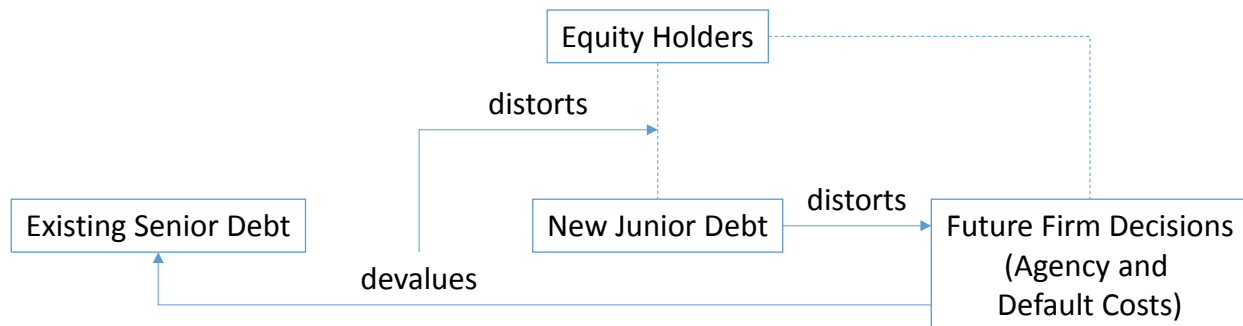 Equity Holders
distorts
Existing Senior Debt
New Junior Debt
distorts
Future Firm Decisions
(Agency and
Default Costs)
devalues